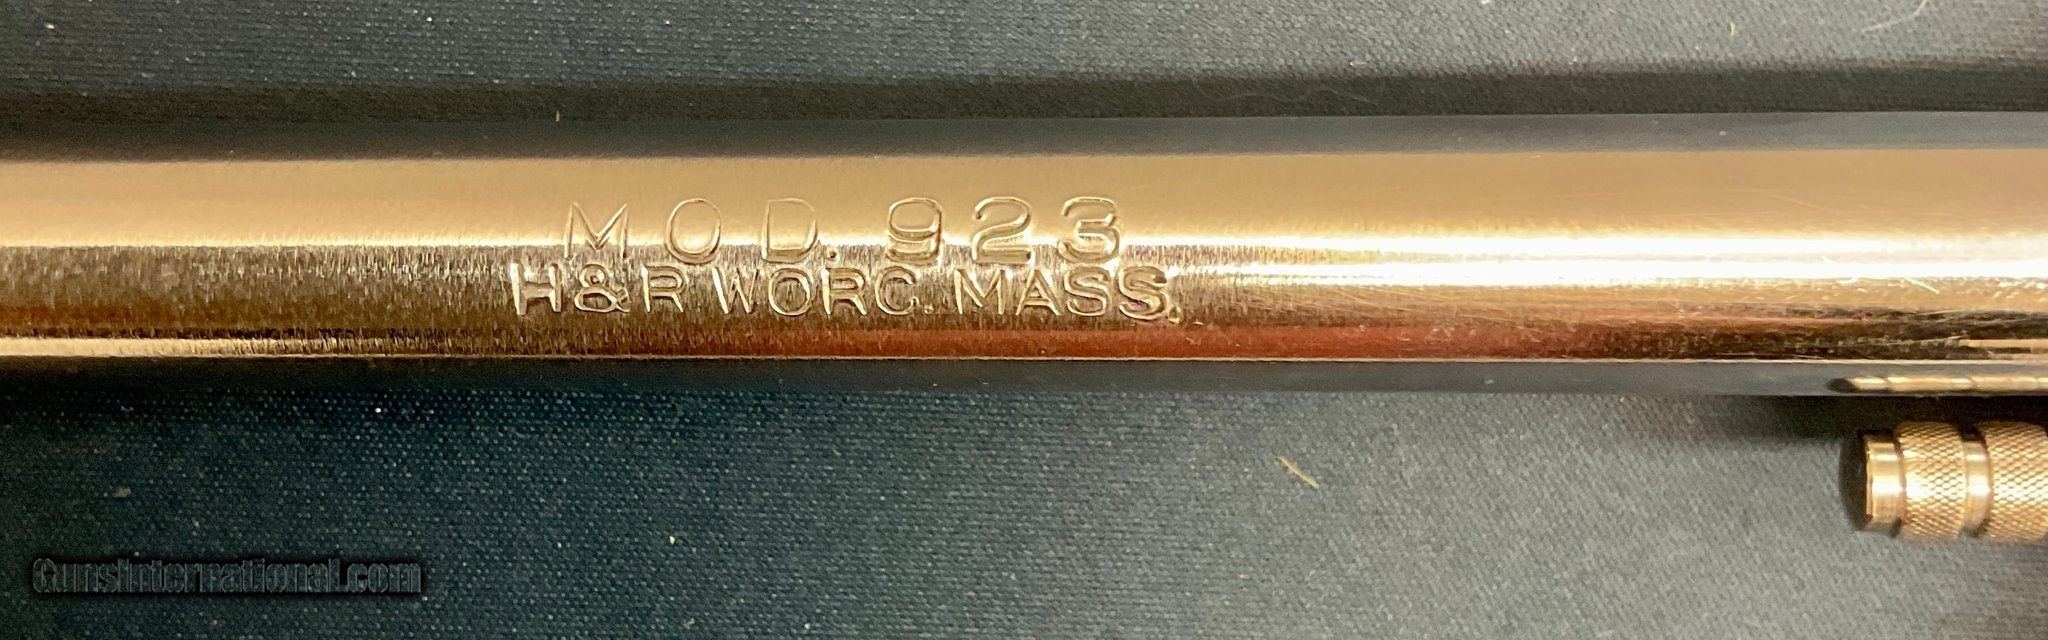 MOD. 923
H&R WORC. MASS.
GunsInternational.com